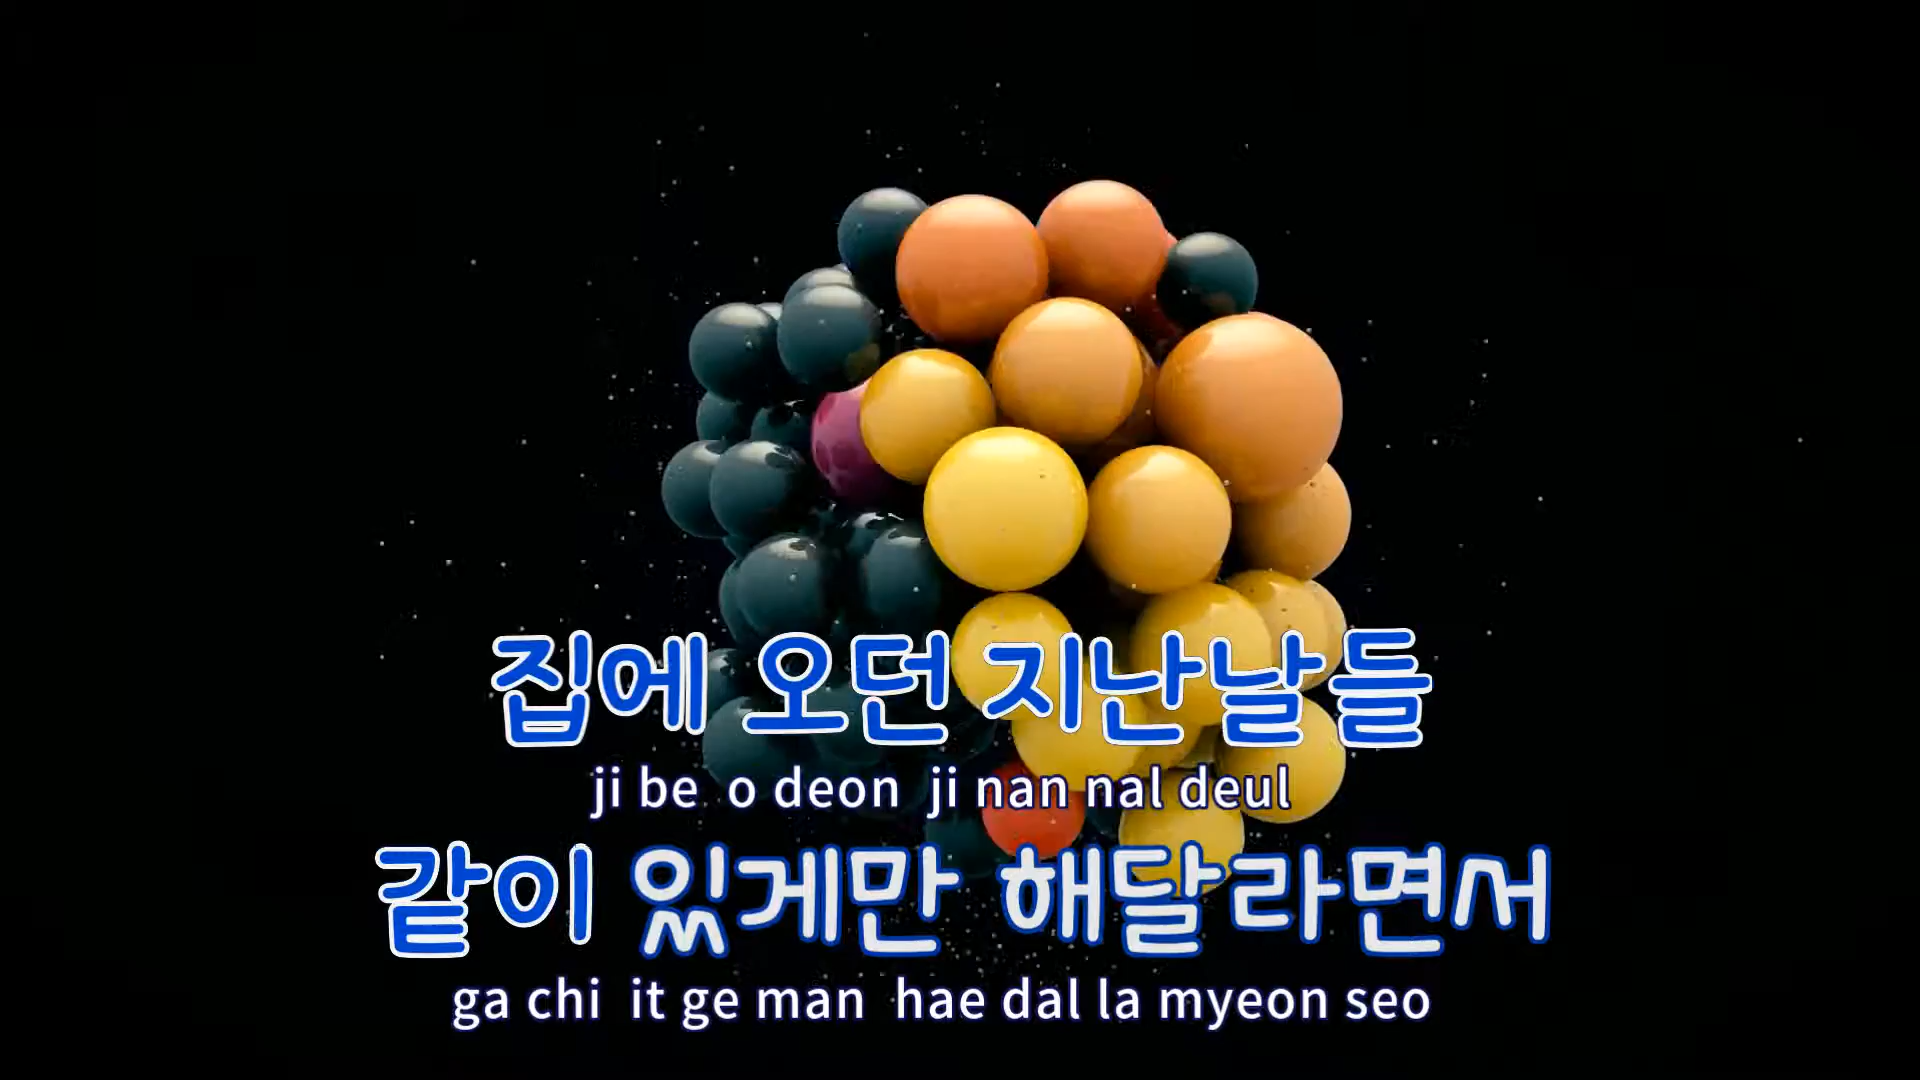 집에 오던 지난날들
ji be o deon ji nan nal deul
같이 있게만 해달라면서
ga chi it ge man hae dal la myeon seo